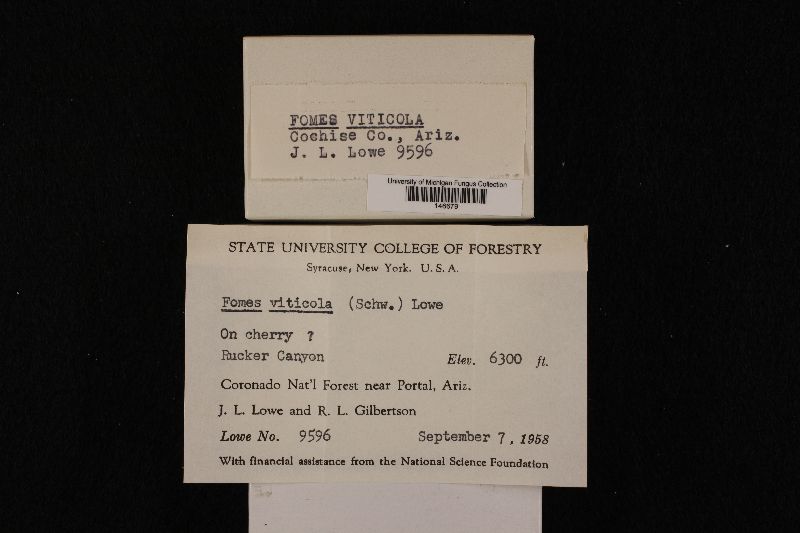 FOMES VITICOLA
Cochise Co., Ariz.
J. L. Lowe 9596
University of Michigan Fungus Collection
146679
STATE UNIVERSITY COLLEGE OF FORESTRY
Syracuse, New York. U. S. A.
Fomes viticola (Schw.) Lowe
On cherry ?
Rucker Canyon Elev. 6300 ft.
Coronado Nat'l Forest near Portal, Ariz.
J. L. Lowe and R. L. Gilbertson
Lowe No. 9596 September 7, 1958
With financial assistance from the National Science Foundation